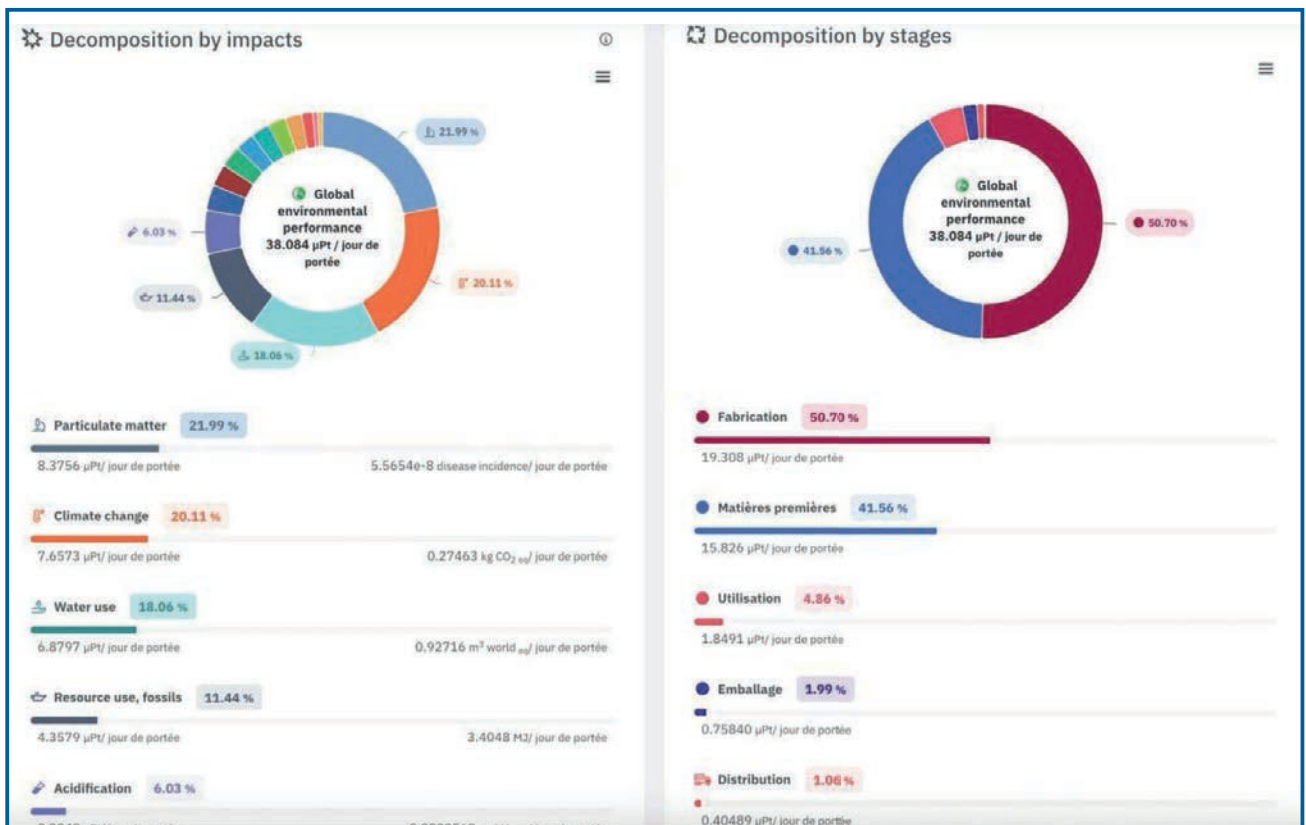 Decomposition by impacts
21.99 %
Global
environmental
performance
38.084 µPt / jour de
portée
6.03 %
11.44 %
20.11 %
18.06 %
Particulate matter 21.99 %
8.3756 µPt/ jour de portée 5.5654e-8 disease incidence/ jour de portée
Climate change 20.11 %
7.6573 µPt/ jour de portée 0.27463 kg CO2 eq/ jour de portée
Water use 18.06 %
6.8797 µPt/ jour de portée 0.92716 m³ world eq/ jour de portée
Resource use, fossils 11.44 %
4.3579 µPt/ jour de portée 3.4048 MJ/ jour de portée
Acidification 6.03 %
Decomposition by stages
Global
environmental
performance
38.084 µPt / jour de
portée
50.70 %
41.56 %
Fabrication 50.70 %
19.308 µPt/ jour de portée
Matières premières 41.56 %
15.826 µPt/ jour de portée
Utilisation 4.86 %
1.8491 µPt/ jour de portée
Emballage 1.99 %
0.75840 µPt/ jour de portée
Distribution 1.06 %
0.40489 µPt/ jour de portée